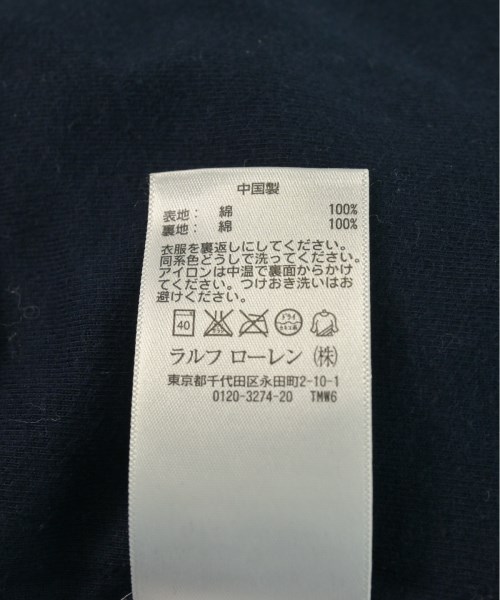 中国製
表地: 綿 100%
裏地: 綿 100%
衣服を裏返しにしてください。
同系色どうしで洗ってください。
アイロンは中温で裏面からかけ
てください。つけおき洗いはお
避けください。
40 ドライ
ラルフ ローレン (株)
東京都千代田区永田町2-10-1
0120-3274-20 TMW6